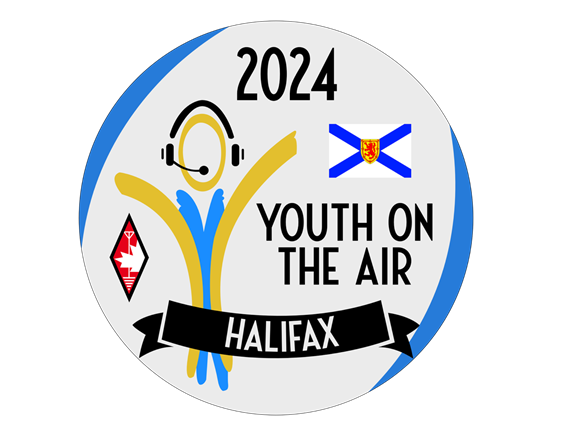 2024
YOUTH ON
THE AIR
HALIFAX